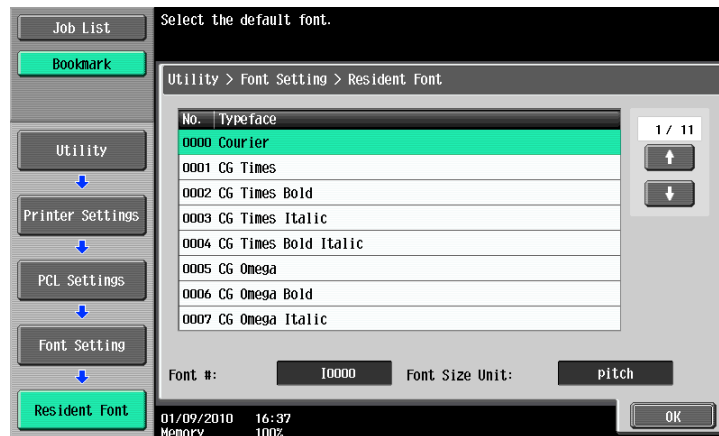 Job List
Bookmark
Utility
Printer Settings
PCL Settings
Font Setting
Resident Font
Select the default font.
Utility > Font Setting > Resident Font
No. Typeface
0000 Courier
0001 CG Times
0002 CG Times Bold
0003 CG Times Italic
0004 CG Times Bold Italic
0005 CG Omega
0006 CG Omega Bold
0007 CG Omega Italic
1/ 11
Font #: I0000 Font Size Unit: pitch
01/09/2010 16:37
Memory 100%
OK